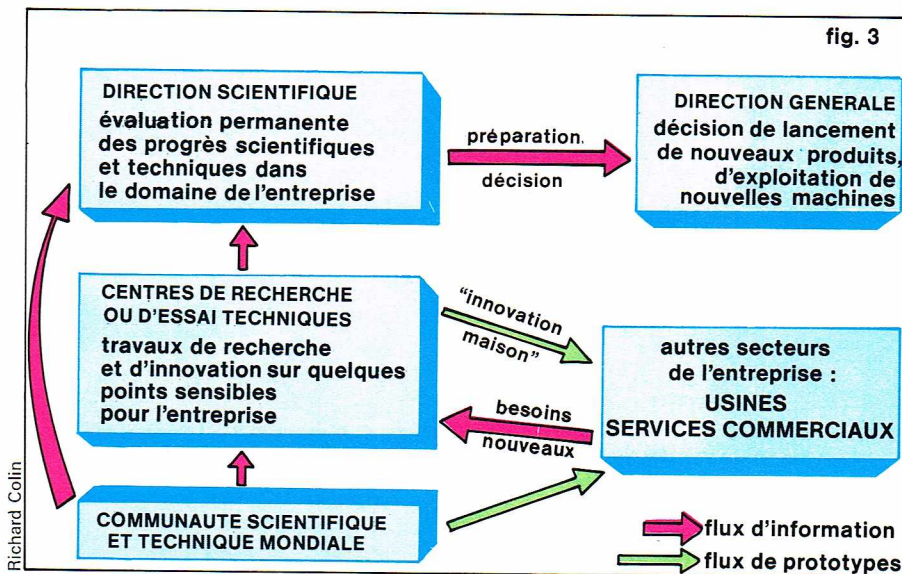 fig. 3
DIRECTION SCIENTIFIQUE
évaluation permanente
des progrès scientifiques
et techniques dans
le domaine de l'entreprise
préparation
décision
DIRECTION GENERALE
décision de lancement
de nouveaux produits,
d'exploitation de
nouvelles machines
CENTRES DE RECHERCHE
OU D'ESSAI TECHNIQUES
travaux de recherche
et d'innovation sur quelques
points sensibles
pour l'entreprise
"innovation
maison"
besoins
nouveaux
autres secteurs
de l'entreprise :
USINES
SERVICES COMMERCIAUX
COMMUNAUTE SCIENTIFIQUE
ET TECHNIQUE MONDIALE
flux d'information
flux de prototypes
Richard Colin